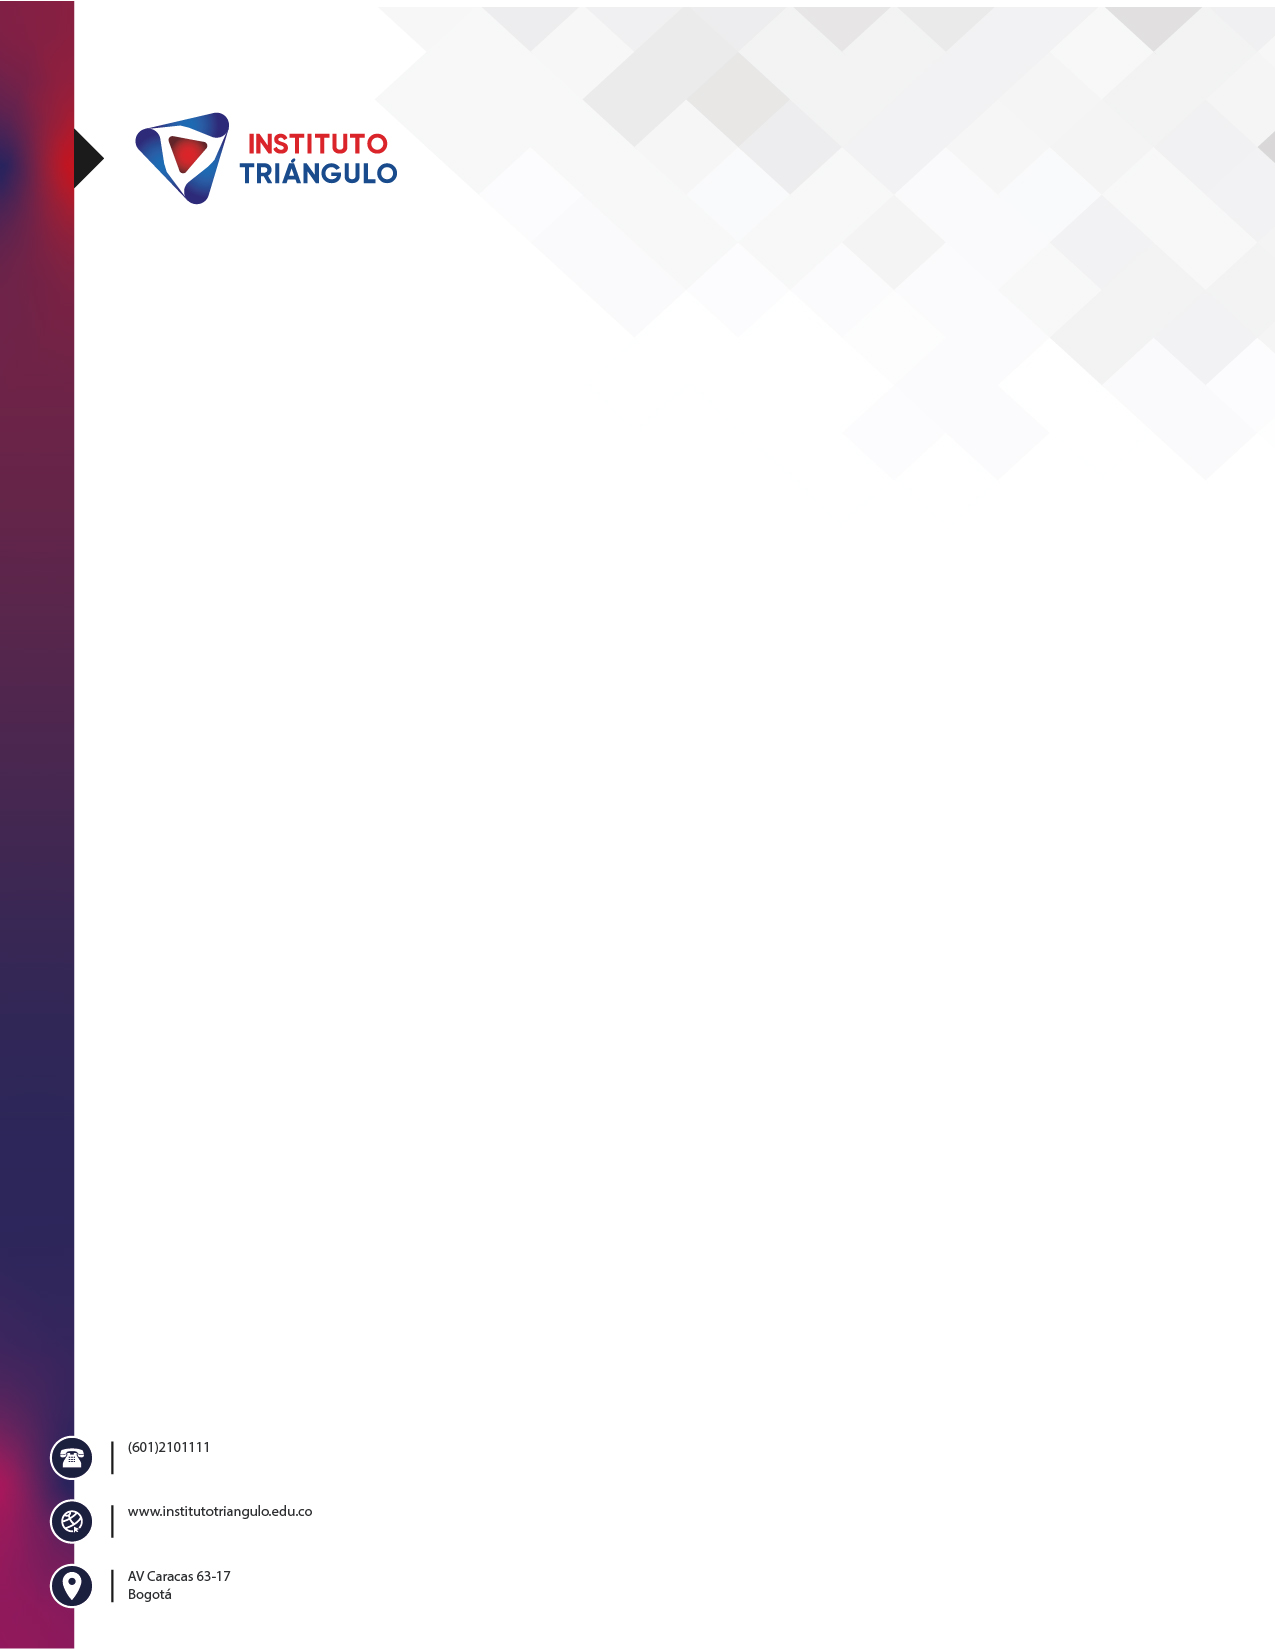 INSTITUTO
TRIÁNGULO
(601)2101111
www.institutotriangulo.edu.co
AV Caracas 63-17
Bogotá